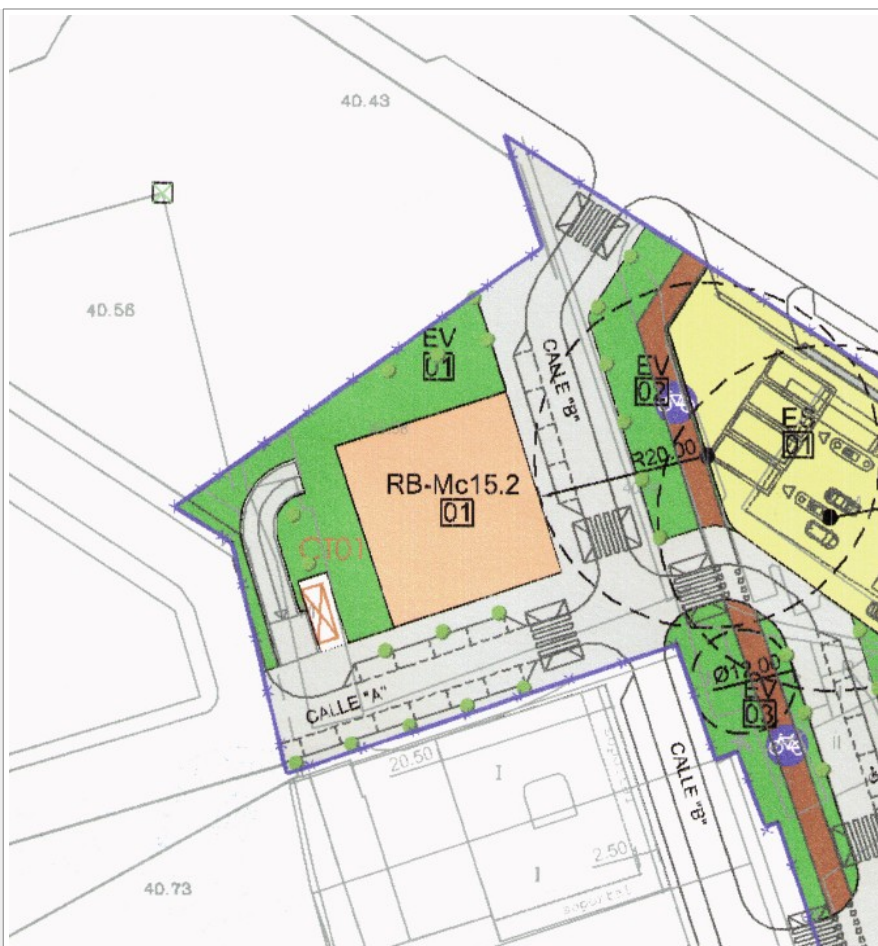 40.43
40.56
EV
01
CALLE "B"
EV
02
ES
01
R20.00
RB-Mc15.2
01
CT01
Ø12.00
EV
03
CALLE "A"
20.50
I
CALLE "B"
2.50
I
40.73